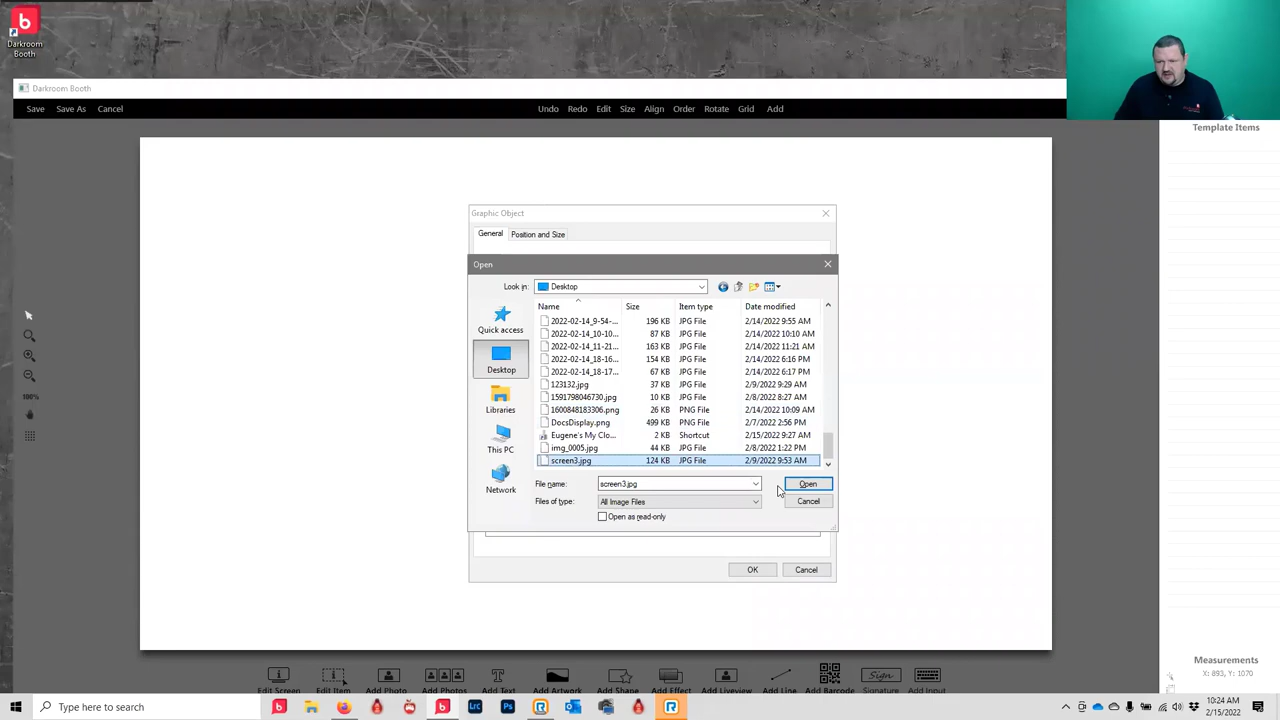 Darkroom
Booth
Darkroom Booth
Save Save As Cancel Undo Redo Edit Size Align Order Rotate Grid Add
Template Items
Graphic Object
General Position and Size
Open
Look in: Desktop
Name Size Item type Date modified
2022-02-14_9-54-... 196 KB JPG File 2/14/2022 9:55 AM
2022-02-14_10-10... 87 KB JPG File 2/14/2022 10:10 AM
2022-02-14_11-21... 163 KB JPG File 2/14/2022 11:21 AM
2022-02-14_18-16... 154 KB JPG File 2/14/2022 6:16 PM
2022-02-14_18-17... 67 KB JPG File 2/14/2022 6:17 PM
123132.jpg 37 KB JPG File 2/9/2022 9:29 AM
1591798046730.jpg 10 KB JPG File 2/8/2022 8:27 AM
1600848183306.png 26 KB PNG File 2/14/2022 10:09 AM
DocsDisplay.png 499 KB PNG File 2/7/2022 2:56 PM
Eugene's My Clo... 2 KB Shortcut 2/15/2022 9:27 AM
img_0005.jpg 44 KB JPG File 2/8/2022 1:22 PM
screen3.jpg 124 KB JPG File 2/9/2022 9:53 AM
Quick access
Desktop
Libraries
This PC
Network
100%
File name: screen3.jpg Open
Files of type: All Image Files Cancel
Open as read-only
OK Cancel
Measurements
X: 893, Y: 1070
Edit Screen Edit Item Add Photo Add Photos Add Text Add Artwork Add Shape Add Effect Add Liveview Add Line Add Barcode Signature Add Input
Sign
Type here to search
Lrc Ps
10:24 AM
2/15/2022